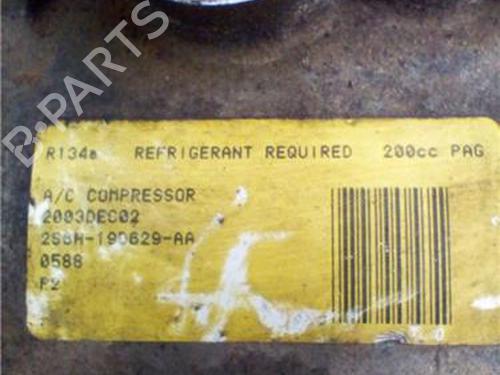 B-PARTS
R134a REFRIGERANT REQUIRED 200cc PAG
A/C COMPRESSOR
2003DEC02
2S6H-19D629-AA
0588
F2